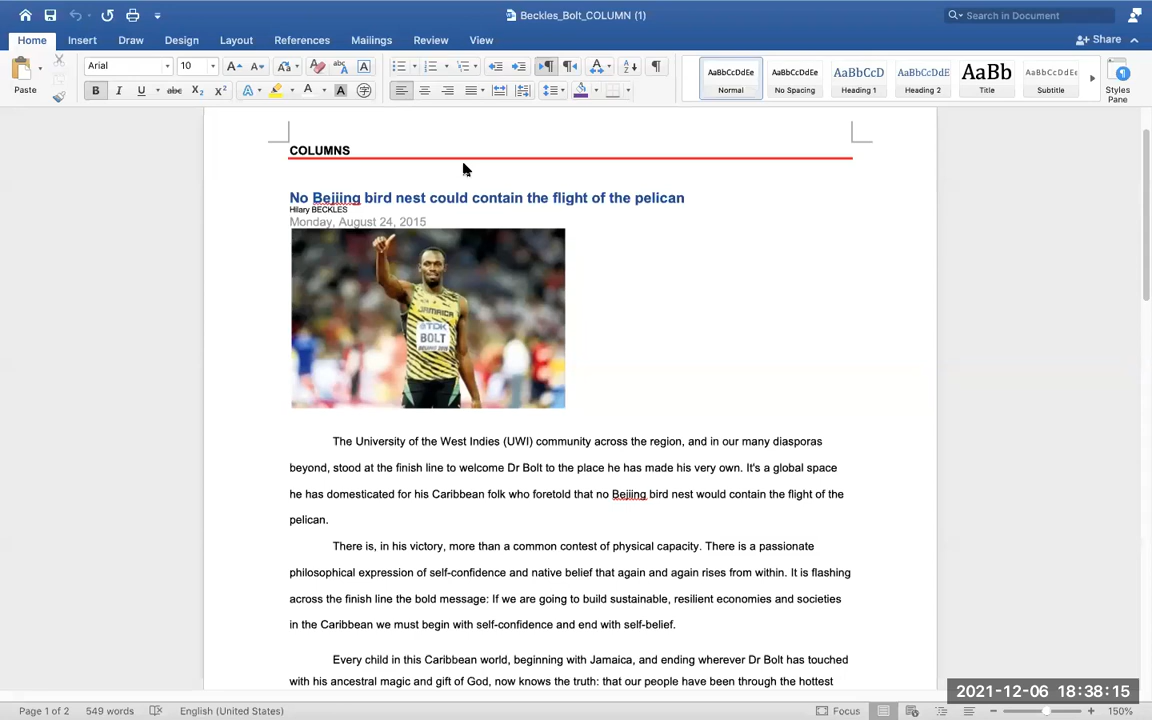 Beckles_Bolt_COLUMN (1)
Search in Document
Home Insert Draw Design Layout References Mailings Review View
Share
Paste
Arial
10
AaBbCcDdEe
AaBbCcDdEe
AaBbCcD
AaBbCcDdE
AaBb
AaBbCcDdEe
Normal
No Spacing
Heading 1
Heading 2
Title
Subtitle
Styles
Pane
COLUMNS
No Bejiing bird nest could contain the flight of the pelican
Hilary BECKLES
Monday, August 24, 2015
JAMAICA
TDK
BOLT
BEIJING 2015
The University of the West Indies (UWI) community across the region, and in our many diasporas
beyond, stood at the finish line to welcome Dr Bolt to the place he has made his very own. It's a global space
he has domesticated for his Caribbean folk who foretold that no Bejiing bird nest would contain the flight of the
pelican.
There is, in his victory, more than a common contest of physical capacity. There is a passionate
philosophical expression of self-confidence and native belief that again and again rises from within. It is flashing
across the finish line the bold message: If we are going to build sustainable, resilient economies and societies
in the Caribbean we must begin with self-confidence and end with self-belief.
Every child in this Caribbean world, beginning with Jamaica, and ending wherever Dr Bolt has touched
with his ancestral magic and gift of God, now knows the truth: that our people have been through the hottest
2021-12-06 18:38:15
Page 1 of 2 549 words English (United States) Focus 150%